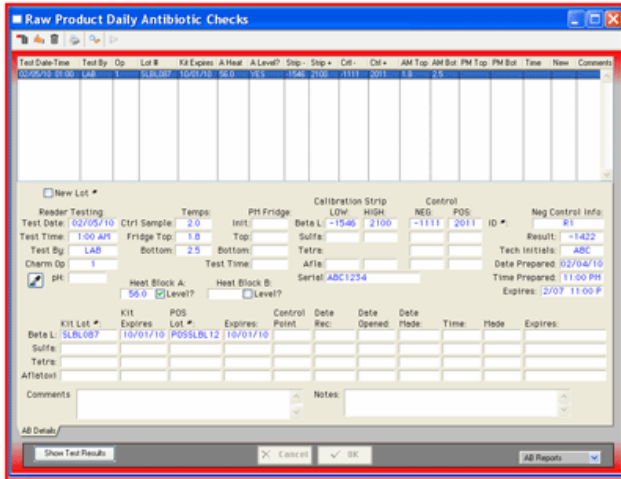 Raw Product Daily Antibiotic Checks
Test Date-Time Test By Op Lot # Kit Expires A Heat A Level? Strip - Strip + Ctrl - Ctrl + AM Top AM Bot PM Top PM Bot Time New Comments
02/05/10 01:00 LAB 1 SLBL087 10/01/10 56.0 YES -1546 2100 -1111 2011 1.8 2.5
New Lot #
Calibration Strip Control
Reader Testing Temps: PM Fridge: LOW: HIGH: NEG: POS: Neg Control Info:
Test Date: 02/05/10 Ctrl Sample: 2.0 Init: Beta L: -1546 2100 -1111 2011 ID #: R1
Test Time: 1:00 AM Fridge Top: 1.8 Top: Sulfa: Result: -1422
Test By: LAB Bottom: 2.5 Bottom: Tetra: Tech Initials: ABC
Charm Op 1 Test Time: Afla: Date Prepared: 02/04/10
pH: Heat Block A: Heat Block B: Serial: ABC1234 Time Prepared: 11:00 PM
56.0 Level? Level? Expires: 2/07 11:00 P
Kit POS Control Date Date Date
Kit Lot #: Expires Lot #: Expires: Point Rec: Opened: Made: Time: Made Expires:
Beta L: SLBL087 10/01/10 POSSLBL12 10/01/10
Sulfa:
Tetra:
Aflatoxi
Comments Notes:
AB Details
Show Test Results Cancel OK AB Reports